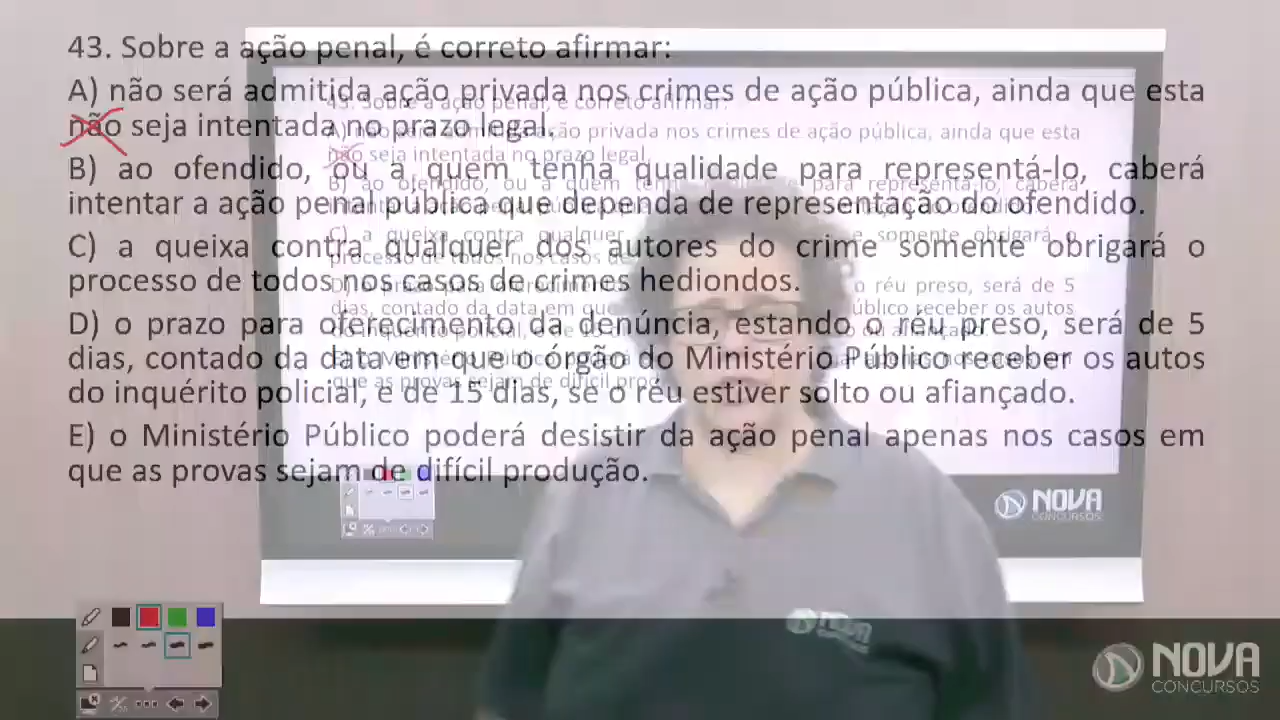 43. Sobre a ação penal, é correto afirmar:
A) não será admitida ação privada nos crimes de ação pública, ainda que esta
não seja intentada no prazo legal.
B) ao ofendido, ou a quem tenha qualidade para representá-lo, caberá
intentar a ação penal pública que dependa de representação do ofendido.
C) a queixa contra qualquer dos autores do crime somente obrigará o
processo de todos nos casos de crimes hediondos.
D) o prazo para oferecimento da denúncia, estando o réu preso, será de 5
dias, contado da data em que o órgão do Ministério Público receber os autos
do inquérito policial, e de 15 dias, se o réu estiver solto ou afiançado.
E) o Ministério Público poderá desistir da ação penal apenas nos casos em
que as provas sejam de difícil produção.
NOVA
CONCURSOS
NOVA
NOVA
CONCURSOS